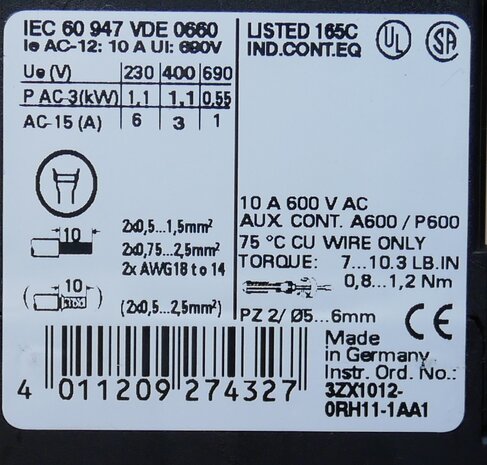 IEC 60 947 VDE 0660
Ie AC-12: 10 A UI: 690V
Ue (V) 230 400 690
P AC-3(kW) 1,1 1,1 0,55
AC-15 (A) 6 3 1
10 2x0,5...1,5mm²
2x0,75...2,5mm²
2x AWG18 to 14
10 (2x0,5...2,5mm²)
LISTED 165C
IND.CONT.EQ
UL SA
10 A 600 V AC
AUX. CONT. A600 / P600
75 °C CU WIRE ONLY
TORQUE: 7...10.3 LB.IN
0,8...1,2 Nm
PZ 2/ Ø5...6mm
CE
Made
in Germany
Instr. Ord. No.:
3ZX1012-
0RH11-1AA1
4 011209 274327